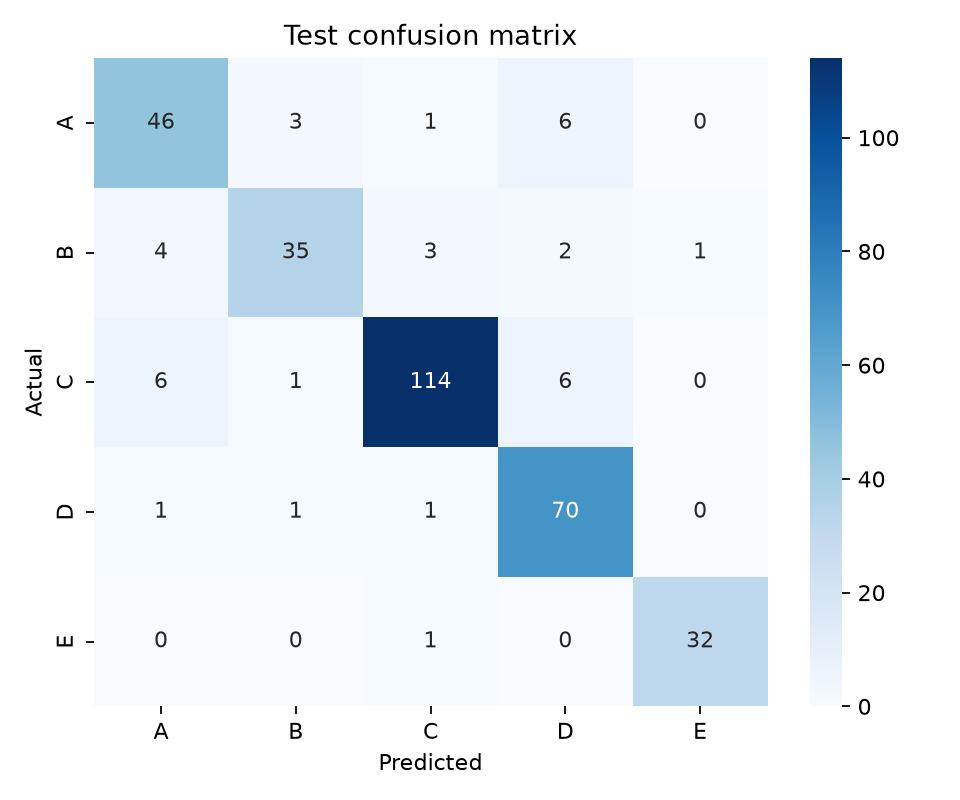 Test confusion matrix
A 46 3 1 6 0
B 4 35 3 2 1
C 6 1 114 6 0
D 1 1 1 70 0
E 0 0 1 0 32
A B C D E
Predicted
Actual
100
80
60
40
20
0